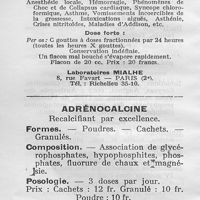 Anesthésie locale, Hémorragie, Phénomènes de
Choc et de Collapsus cardiaque, Syncope chloro-
formique, Asthme, Vomissements incoercibles de
la grossesse, Intoxications aiguës, Asthénie,
Crises nitritoïdes, Maladies d'Addison, etc.
Dose forte :
Per os : C gouttes à doses fractionnées par 24 heures
(toutes les heures X gouttes).
Conservation indéfinie.
Un flacon mal bouché s'évapore rapidement.
Flacon de 20 cc. Prix : 20 francs.
Laboratoires MIALHE
8, rue Favart — PARIS (2e).
Tél. : Richelieu 35-10.
ADRÉNOCALCINE
Recalcifiant par excellence.
Formes. — Poudres. — Cachets. —
Granulés.
Composition. — Association de glycé-
rophosphates, hypophosphites, phos-
phates, fluorure de chaux et magné-
sie.
Posologie. — 3 doses par jour.
Prix : Cachets : 12 fr. Granulé : 10 fr.
Poudre : 10 fr.